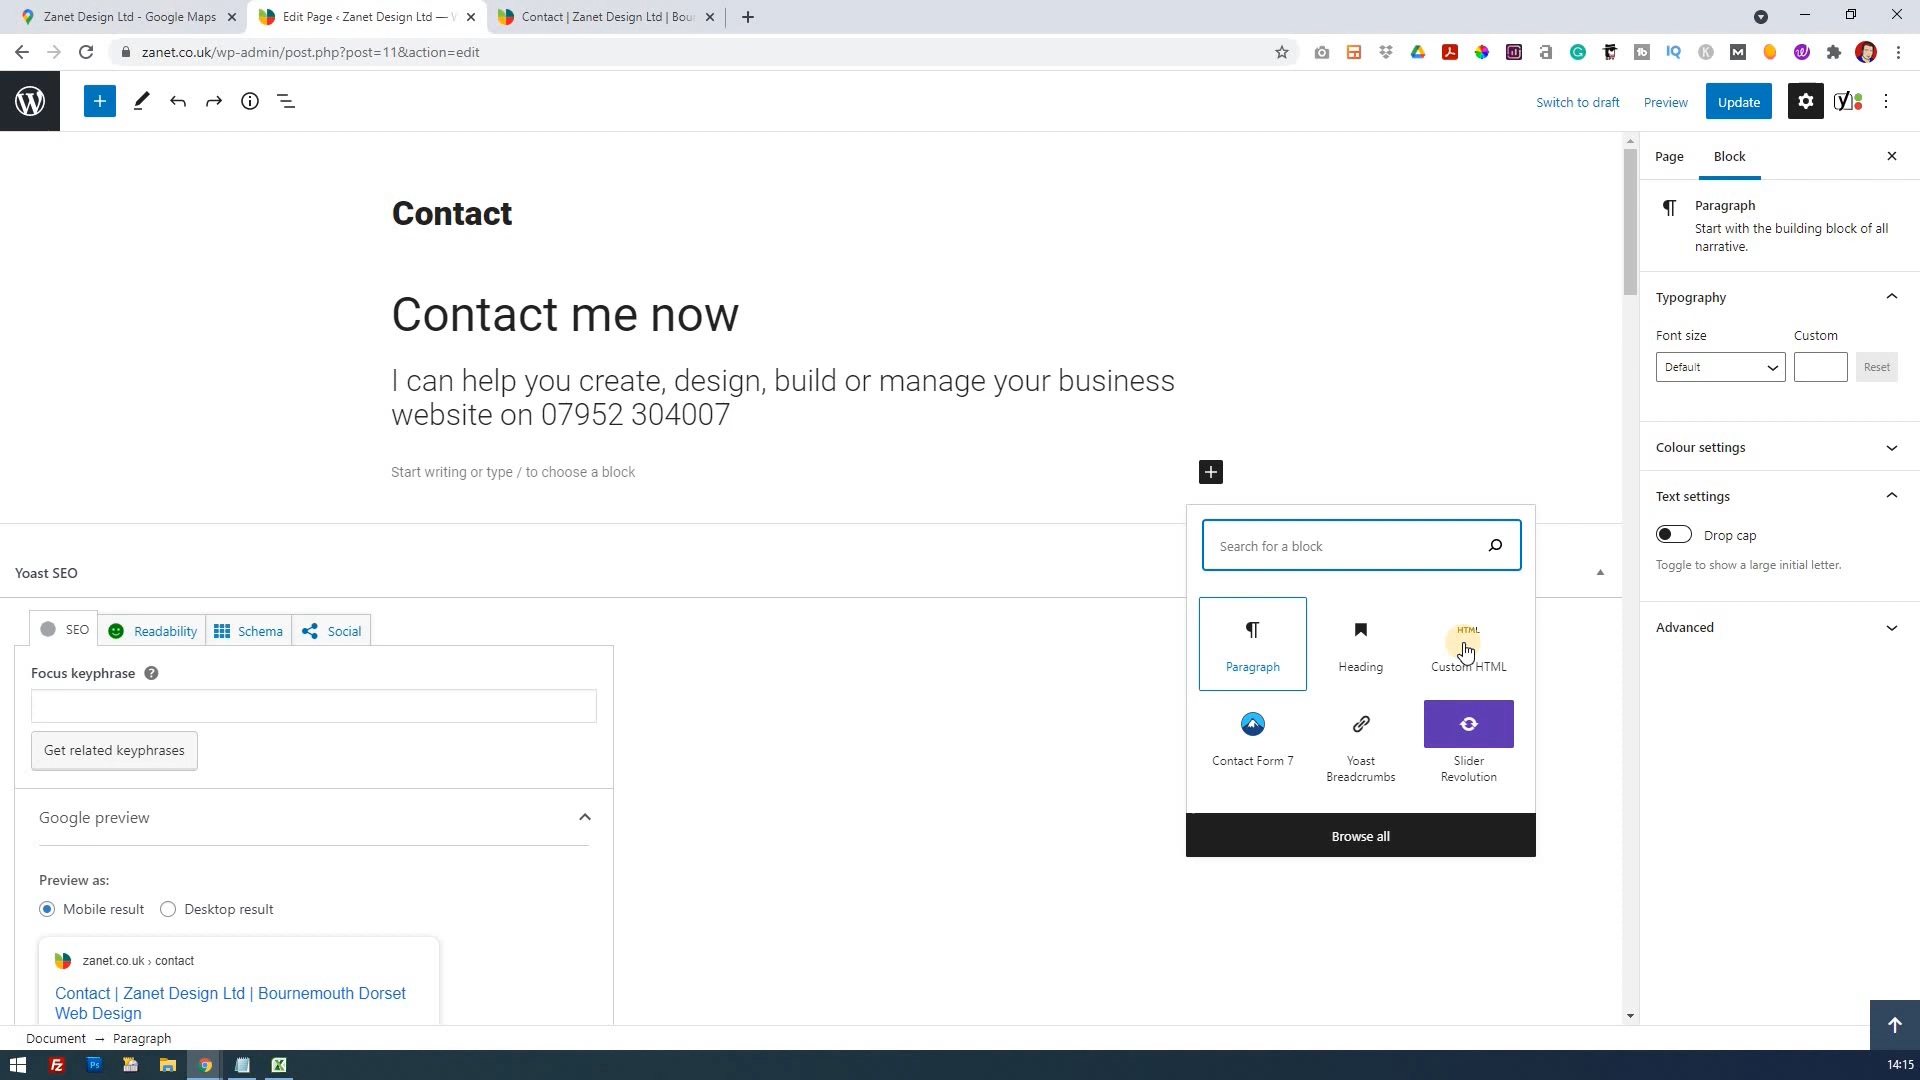 Zanet Design Ltd - Google Maps
Edit Page ‹ Zanet Design Ltd —
Contact | Zanet Design Ltd | Bou
zanet.co.uk/wp-admin/post.php?post=11&action=edit
Switch to draft
Preview
Update
Page
Block
Contact
Paragraph
Start with the building block of all
narrative.
Contact me now
Typography
Font size
Custom
Default
Reset
I can help you create, design, build or manage your business
website on 07952 304007
Colour settings
Start writing or type / to choose a block
Text settings
Drop cap
Toggle to show a large initial letter.
Search for a block
Yoast SEO
SEO
Readability
Schema
Social
Advanced
HTML
Paragraph
Heading
Custom HTML
Focus keyphrase
Get related keyphrases
Contact Form 7
Yoast
Breadcrumbs
Slider
Revolution
Google preview
Browse all
Preview as:
Mobile result
Desktop result
zanet.co.uk › contact
Contact | Zanet Design Ltd | Bournemouth Dorset
Web Design
Document → Paragraph
14:15